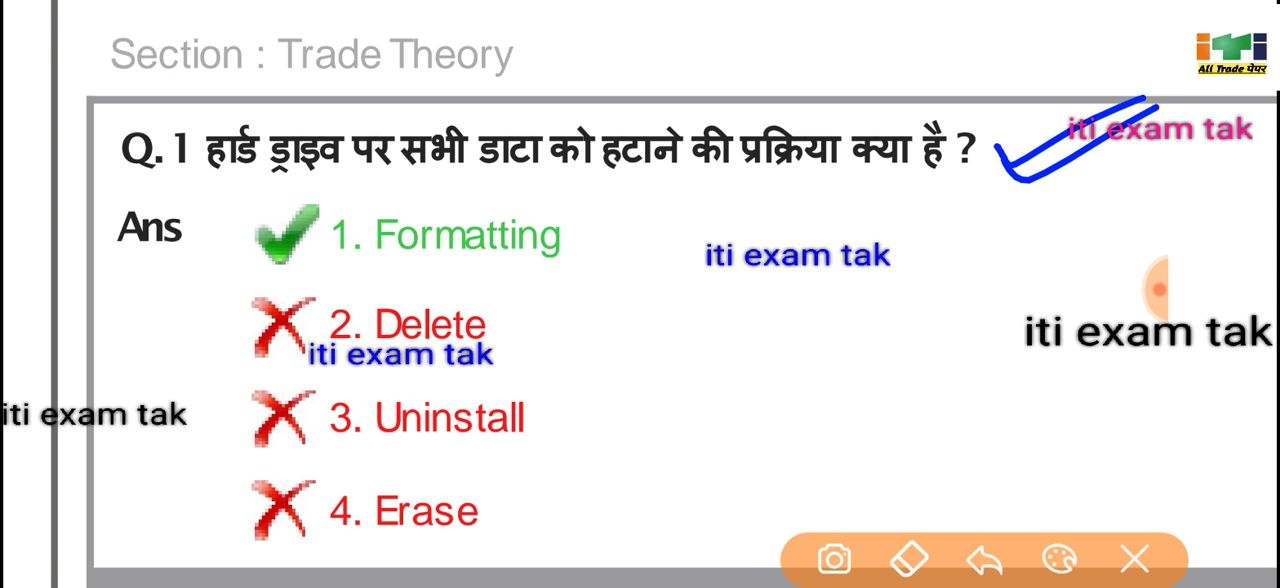 Section : Trade Theory
iTi
All Trade पेपर
iti exam tak
Q. 1 हार्ड ड्राइव पर सभी डाटा को हटाने की प्रक्रिया क्या है ?
Ans
1. Formatting
iti exam tak
2. Delete
iti exam tak
iti exam tak
3. Uninstall
iti exam tak
4. Erase